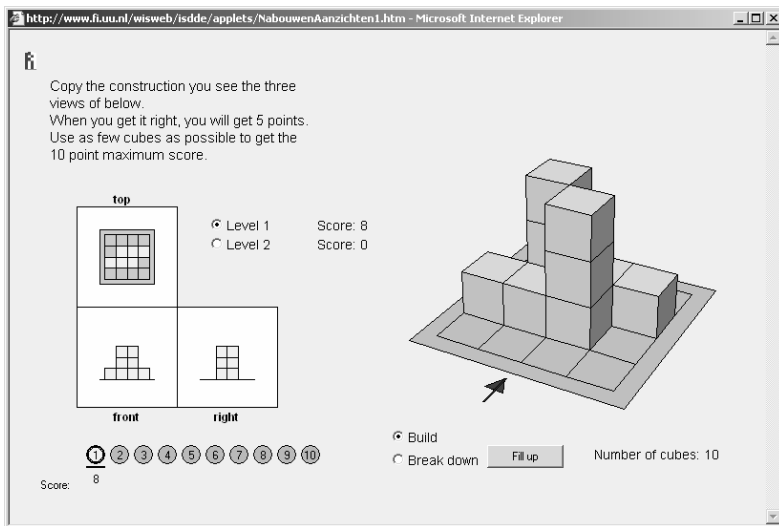 http://www.fi.uu.nl/wisweb/isdde/applets/NabouwenAanzichten1.htm - Microsoft Internet Explorer
fi
Copy the construction you see the three
views of below.
When you get it right, you will get 5 points.
Use as few cubes as possible to get the
10 point maximum score.
top
Level 1 Score: 8
Level 2 Score: 0
front right
1 2 3 4 5 6 7 8 9 10
Score: 8
Build
Break down Fill up Number of cubes: 10